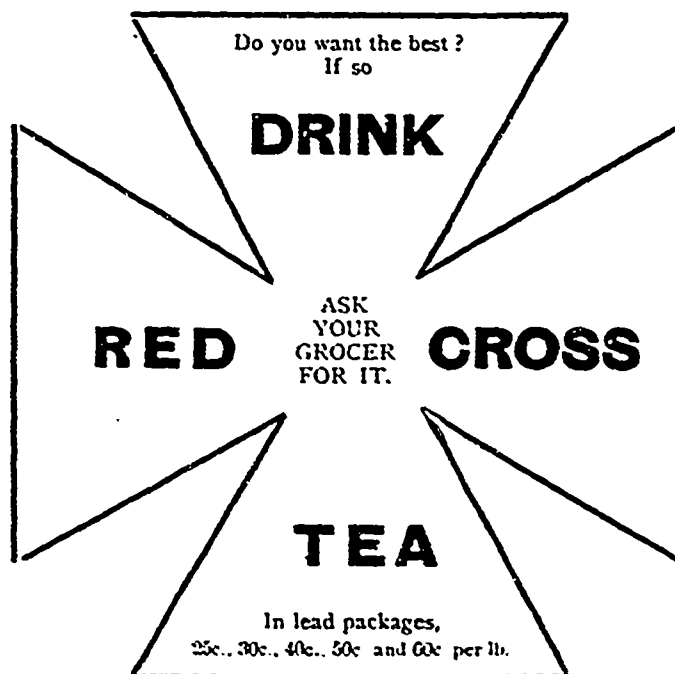 Do you want the best ?
If so
DRINK
RED
ASK
YOUR
GROCER
FOR IT.
CROSS
TEA
In lead packages,
25c., 30c., 40c., 50c and 60c per lb.